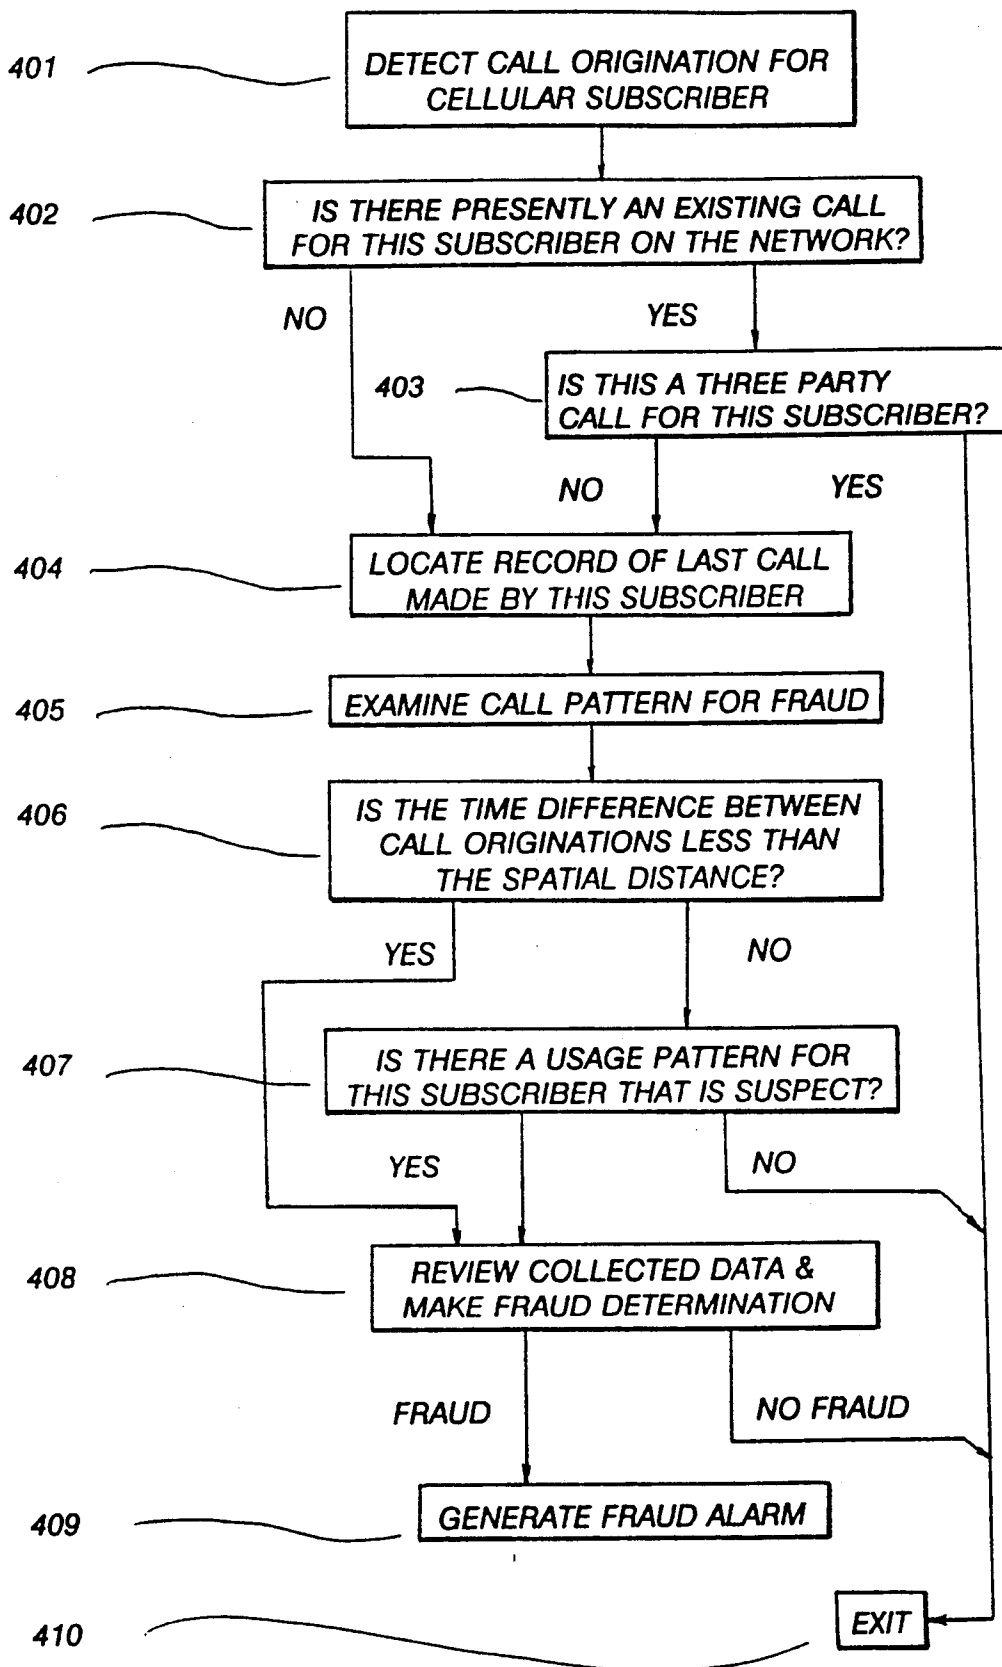 401
DETECT CALL ORIGINATION FOR
CELLULAR SUBSCRIBER
402
IS THERE PRESENTLY AN EXISTING CALL
FOR THIS SUBSCRIBER ON THE NETWORK?
NO
YES
403
IS THIS A THREE PARTY
CALL FOR THIS SUBSCRIBER?
NO
YES
404
LOCATE RECORD OF LAST CALL
MADE BY THIS SUBSCRIBER
405
EXAMINE CALL PATTERN FOR FRAUD
406
IS THE TIME DIFFERENCE BETWEEN
CALL ORIGINATIONS LESS THAN
THE SPATIAL DISTANCE?
YES
NO
407
IS THERE A USAGE PATTERN FOR
THIS SUBSCRIBER THAT IS SUSPECT?
YES
NO
408
REVIEW COLLECTED DATA &
MAKE FRAUD DETERMINATION
FRAUD
NO FRAUD
409
GENERATE FRAUD ALARM
410
EXIT